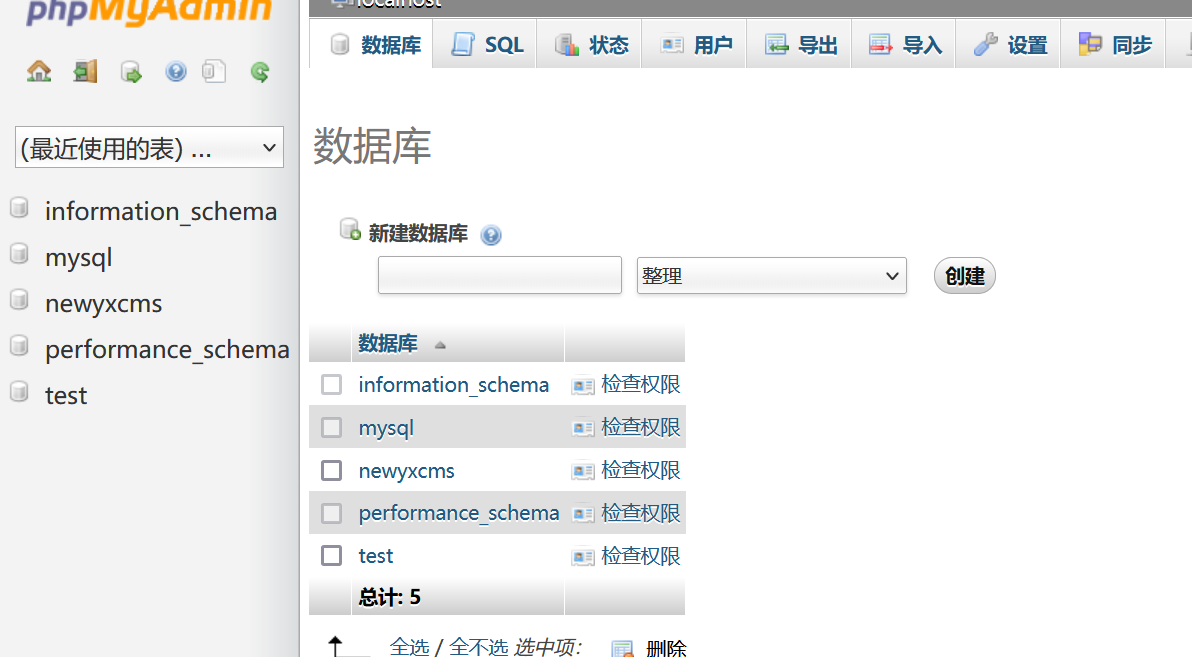 phpMyAdmin
(最近使用的表) ...
information_schema
mysql
newyxcms
performance_schema
test
localhost
数据库 SQL 状态 用户 导出 导入 设置 同步
数据库
新建数据库
整理 创建
数据库
information_schema 检查权限
mysql 检查权限
newyxcms 检查权限
performance_schema 检查权限
test 检查权限
总计: 5
全选 / 全不选 选中项: 删除